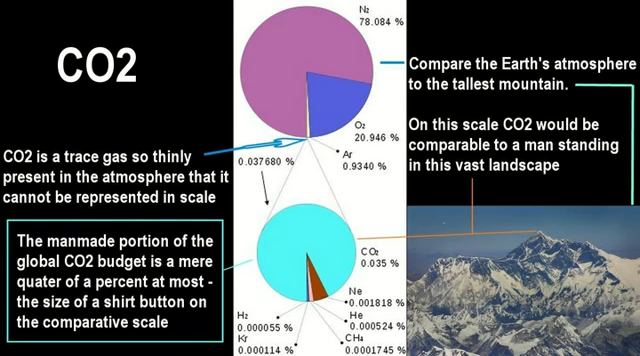 CO2
CO2 is a trace gas so thinly
present in the atmosphere that it
cannot be represented in scale
The manmade portion of the
global CO2 budget is a mere
quater of a percent at most -
the size of a shirt button on
the comparative scale
N₂
78.084 %
O₂
20.946 %
Ar
0.9340 %
0.037680 %
CO₂
0.035 %
Ne
0.001818 %
He
0.000524 %
CH₄
0.0001745 %
H₂
0.000055 %
Kr
0.000114 %
Compare the Earth's atmosphere
to the tallest mountain.
On this scale CO2 would be
comparable to a man standing
in this vast landscape